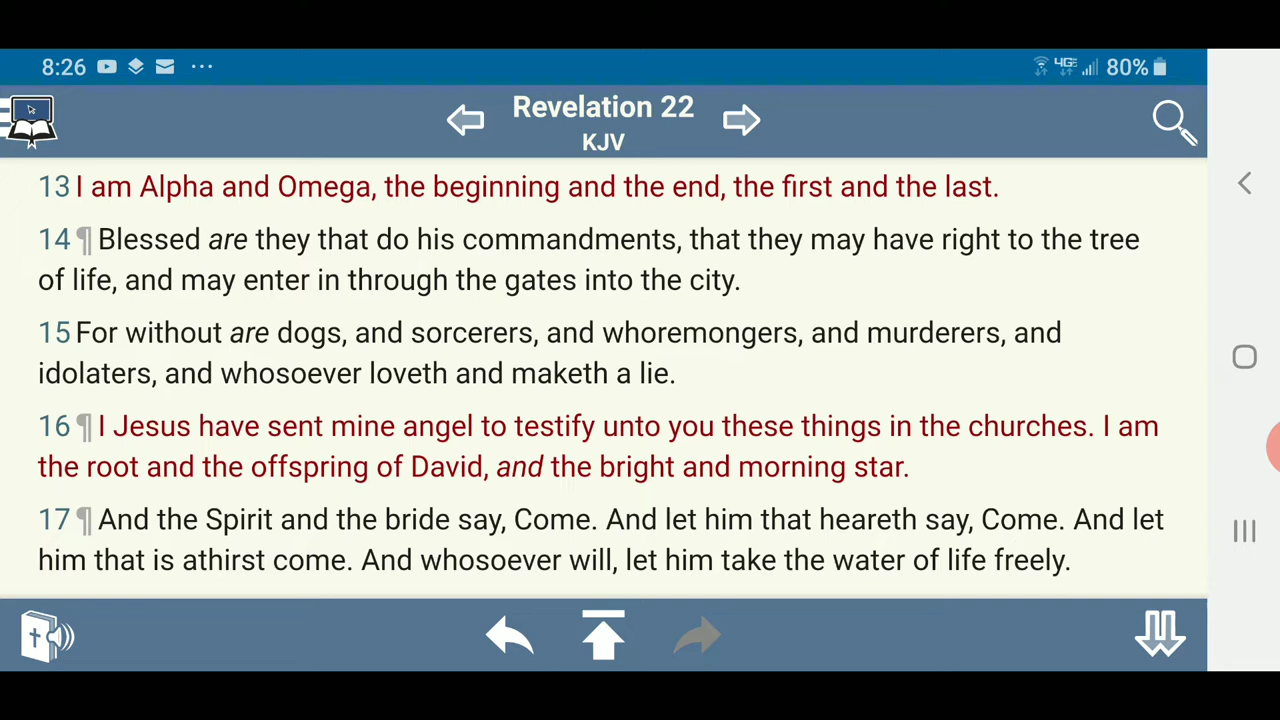 8:26 ... 4GE 80%
Revelation 22
KJV
13 I am Alpha and Omega, the beginning and the end, the first and the last.
14 ¶ Blessed are they that do his commandments, that they may have right to the tree
of life, and may enter in through the gates into the city.
15 For without are dogs, and sorcerers, and whoremongers, and murderers, and
idolaters, and whosoever loveth and maketh a lie.
16 ¶ I Jesus have sent mine angel to testify unto you these things in the churches. I am
the root and the offspring of David, and the bright and morning star.
17 ¶ And the Spirit and the bride say, Come. And let him that heareth say, Come. And let
him that is athirst come. And whosoever will, let him take the water of life freely.